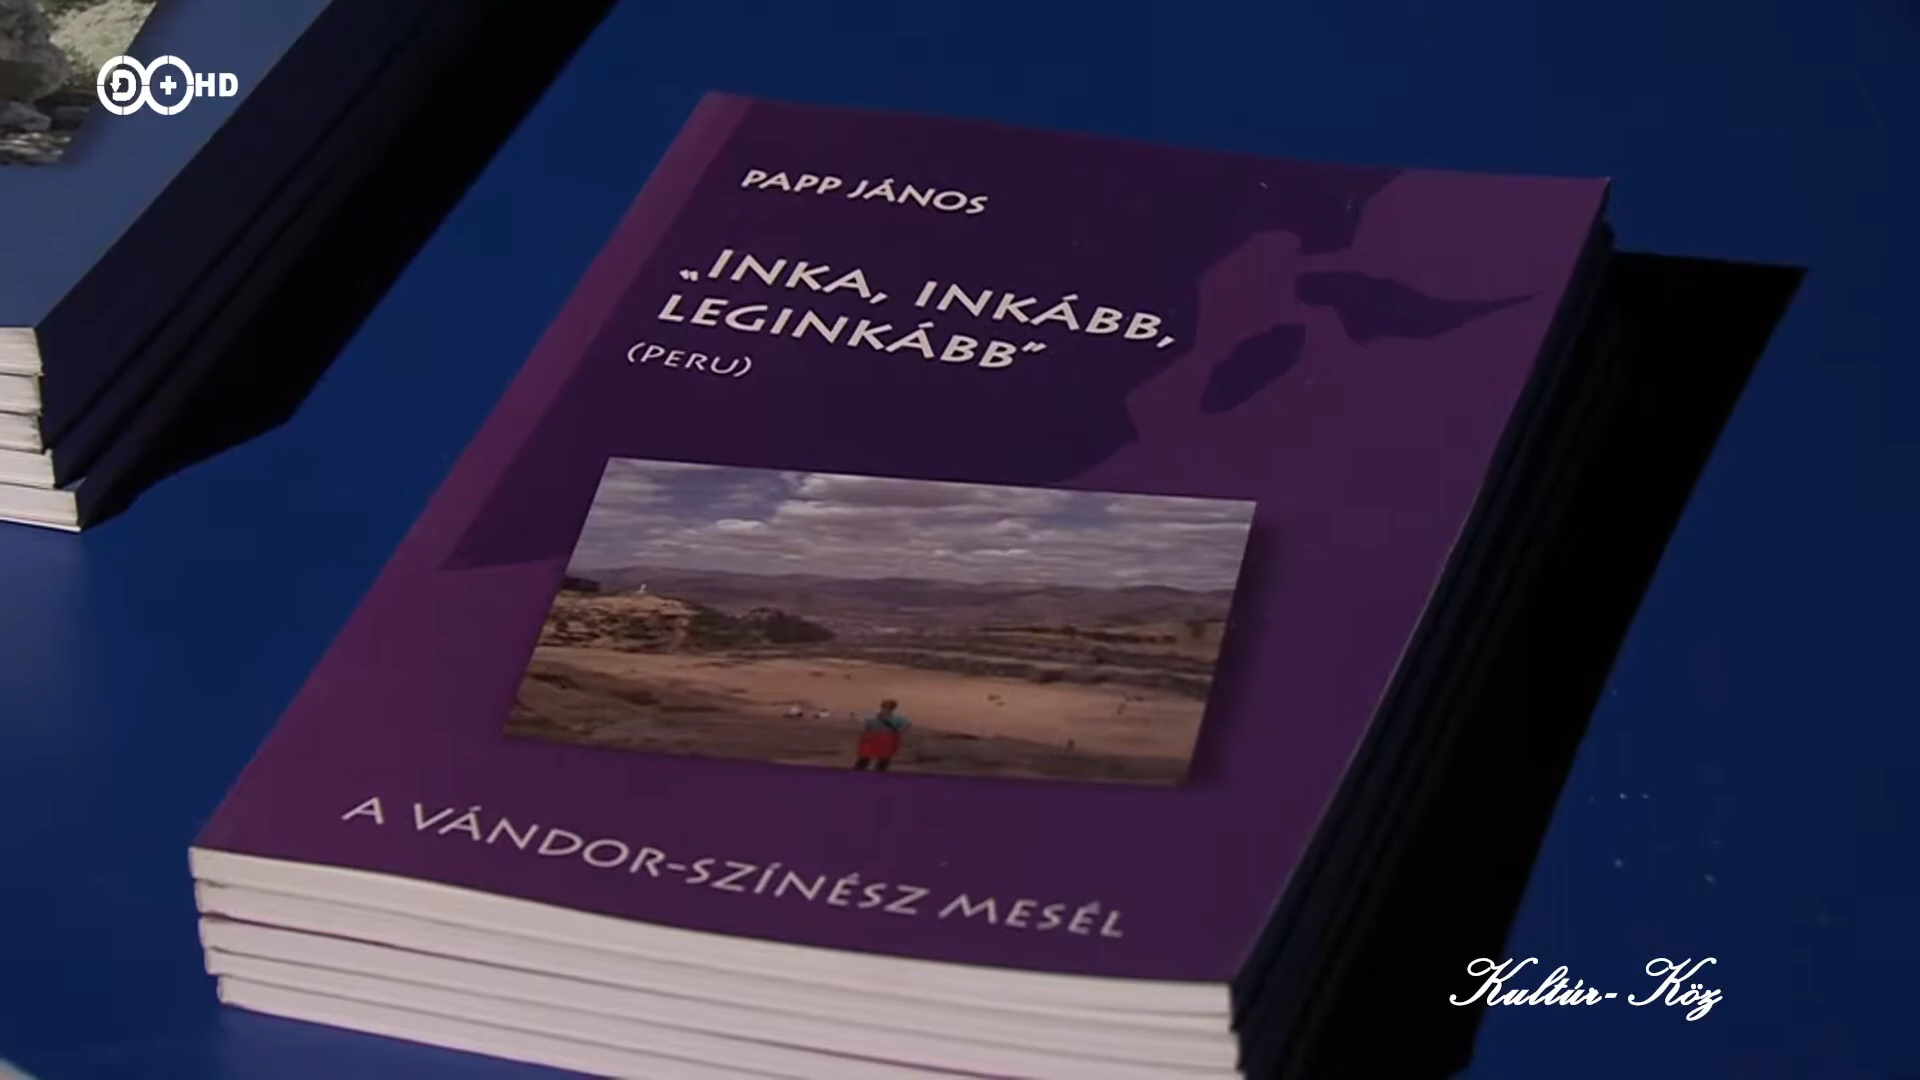 HD
PAPP JÁNOS
„INKA, INKÁBB,
LEGINKÁBB”
(PERU)
A VÁNDOR-SZÍNÉSZ MESÉL
Kultúr-Köz